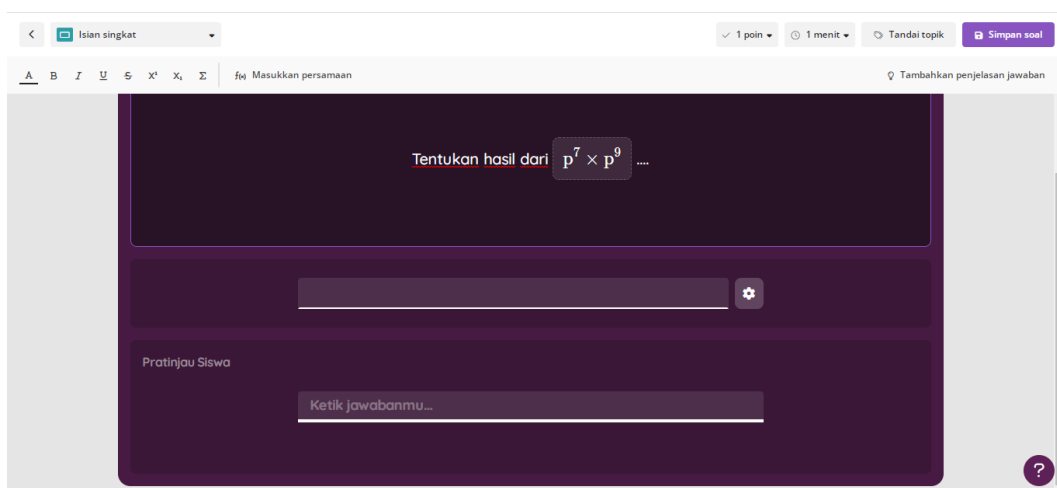 Isian singkat
1 poin
1 menit
Tandai topik
Simpan soal
A B I U S X² X₁ Σ f(x) Masukkan persamaan
Tambahkan penjelasan jawaban
Tentukan hasil dari p⁷ × p⁹ ....
Pratinjau Siswa
Ketik jawabanmu...
?